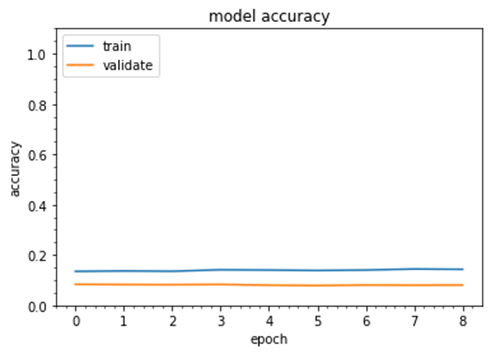 model accuracy
train
validate
1.0
0.8
0.6
0.4
0.2
0.0
accuracy
0 1 2 3 4 5 6 7 8
epoch